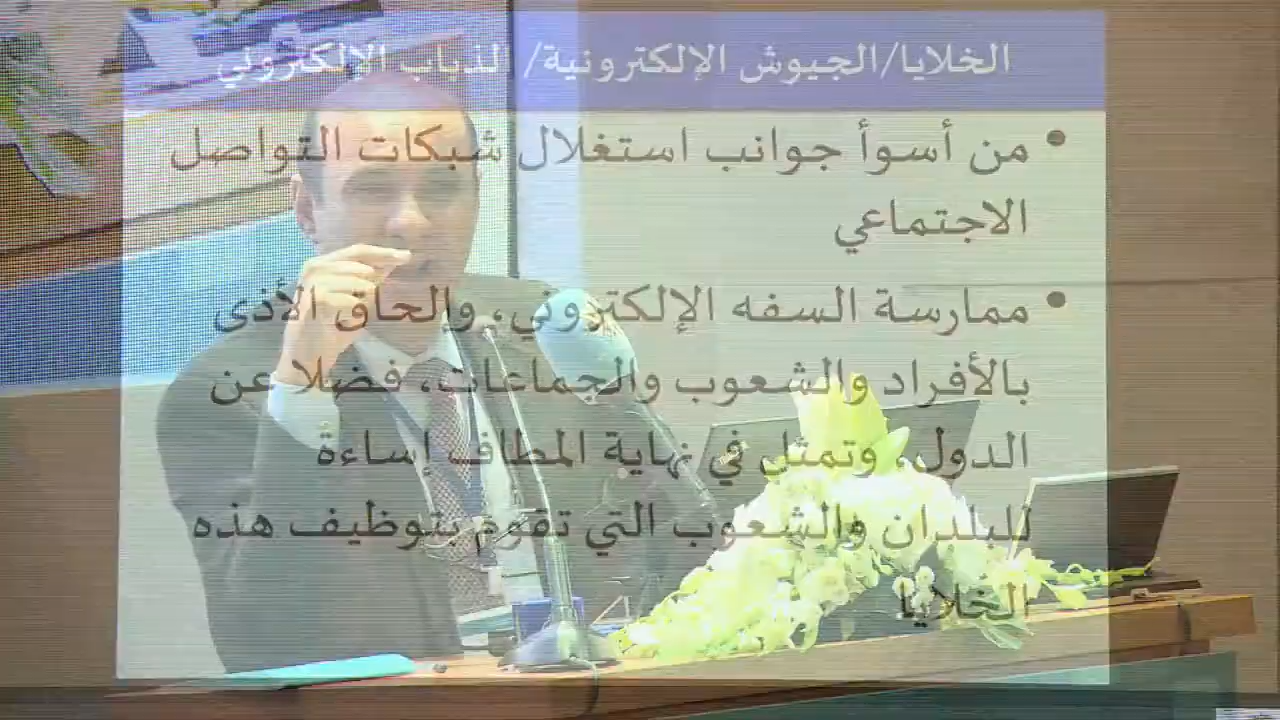 الخلايا/الجيوش الإلكترونية/ الذباب الإلكتروني
• من أسوأ جوانب استغلال شبكات التواصل
الاجتماعي
• ممارسة السفه الإلكتروني، والحاق الأذى
بالأفراد والشعوب والجماعات، فضلا عن
الدول، وتمثل في نهاية المطاف إساءة
للبلدان والشعوب التي تقوم بتوظيف هذه
الخلايا